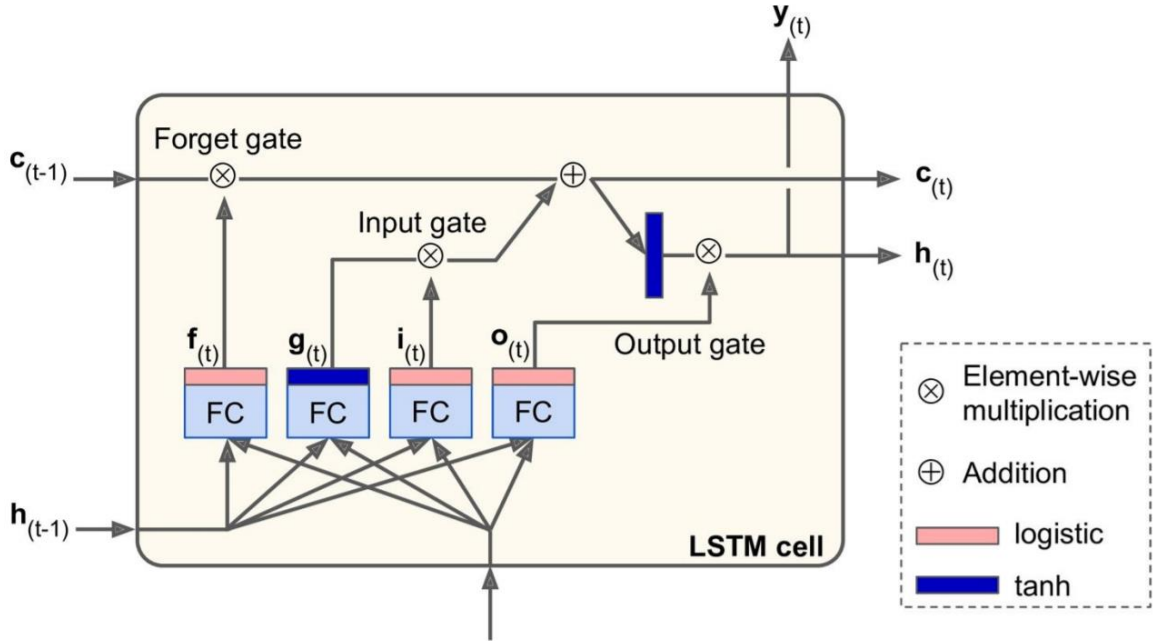 y(t)
Forget gate
c(t-1)
c(t)
Input gate
h(t)
f(t)
g(t)
i(t)
o(t)
Output gate
FC
FC
FC
FC
h(t-1)
LSTM cell
Element-wise
multiplication
Addition
logistic
tanh